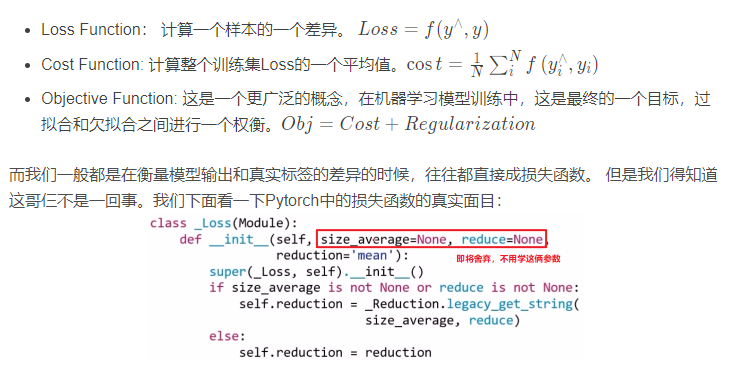 • Loss Function： 计算一个样本的一个差异。 Loss = f(y^∧, y)
• Cost Function: 计算整个训练集Loss的一个平均值。cos t = \frac{1}{N} \sum_{i}^{N} f (y_i^∧, y_i)
• Objective Function: 这是一个更广泛的概念，在机器学习模型训练中，这是最终的一个目标，过
拟合和欠拟合之间进行一个权衡。Obj = Cost + Regularization
而我们一般都是在衡量模型输出和真实标签的差异的时候，往往都直接成损失函数。 但是我们得知道
这哥仨不是一回事。我们下面看一下Pytorch中的损失函数的真实面目：
class _Loss(Module):
def __init__(self, size_average=None, reduce=None,
reduction='mean'):
即将舍弃，不用学这俩参数
super(_Loss, self).__init__()
if size_average is not None or reduce is not None:
self.reduction = _Reduction.legacy_get_string(
size_average, reduce)
else:
self.reduction = reduction